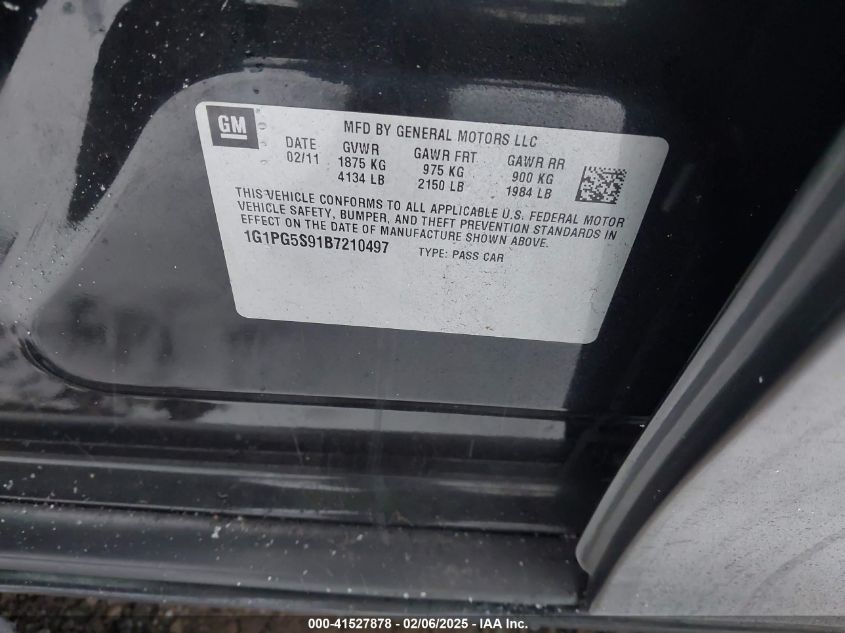 GM
MFD BY GENERAL MOTORS LLC
DATE GVWR GAWR FRT GAWR RR
02/11 1875 KG 975 KG 900 KG
4134 LB 2150 LB 1984 LB
THIS VEHICLE CONFORMS TO ALL APPLICABLE U.S. FEDERAL MOTOR
VEHICLE SAFETY, BUMPER, AND THEFT PREVENTION STANDARDS IN
EFFECT ON THE DATE OF MANUFACTURE SHOWN ABOVE.
1G1PG5S91B7210497 TYPE: PASS CAR
000-41527878 - 02/06/2025 - IAA Inc.